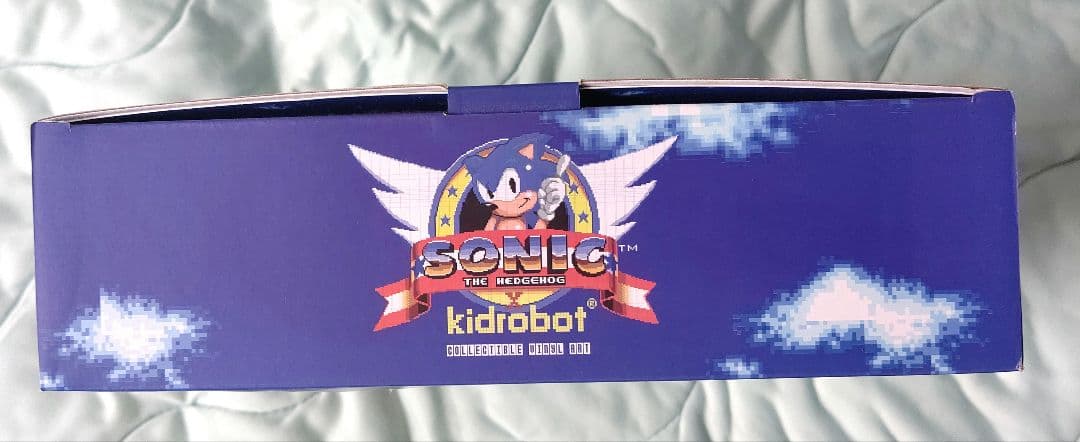 SONIC™
THE HEDGEHOG
kidrobot®
COLLECTIBLE VINYL ART